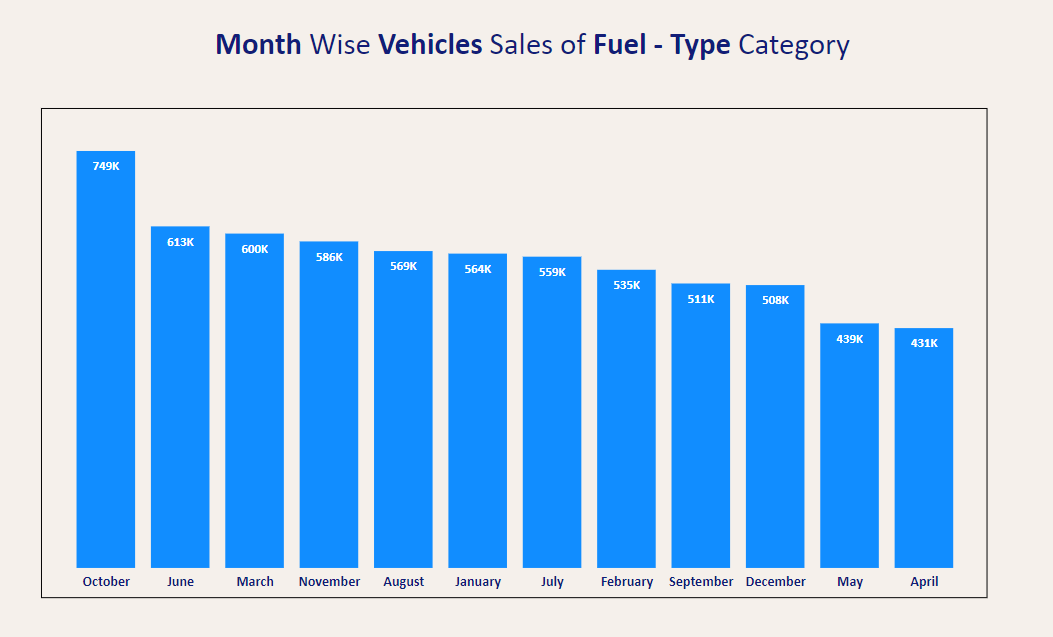 Month Wise Vehicles Sales of Fuel - Type Category
749K
613K
600K
586K
569K
564K
559K
535K
511K
508K
439K
431K
October June March November August January July February September December May April